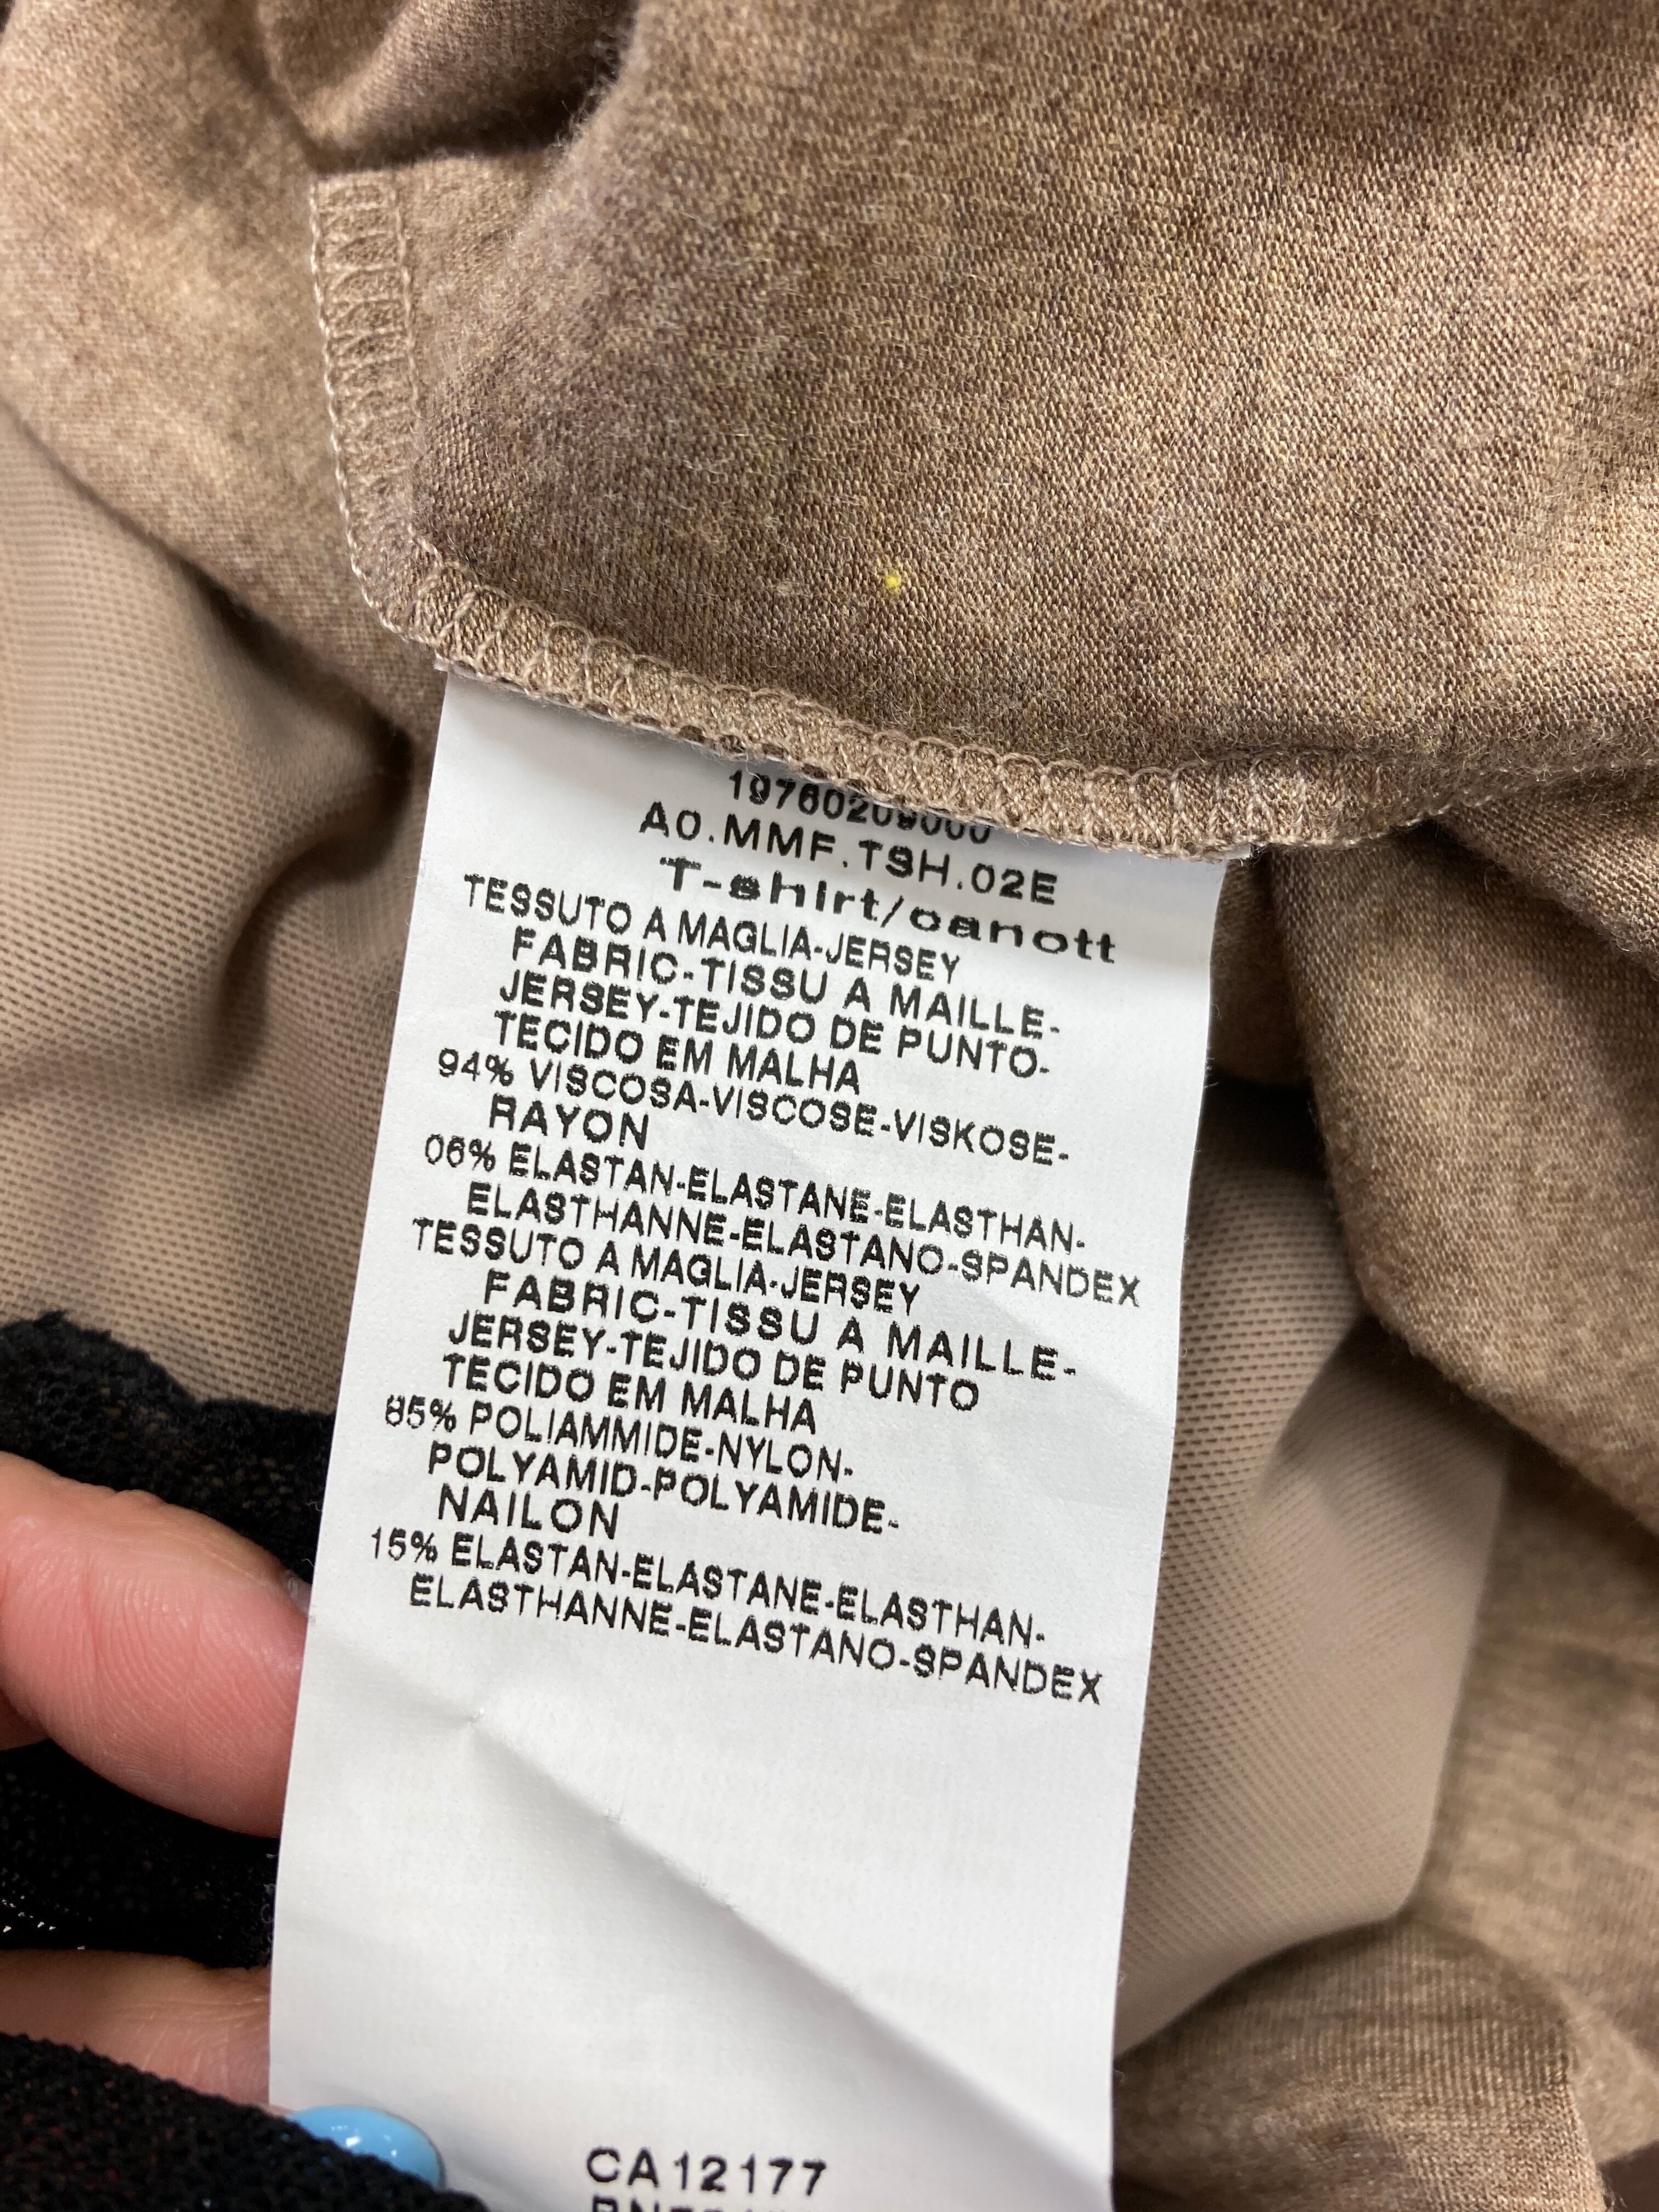 19760209000
A0.MMF.TSH.02E
T-shirt/canott
TESSUTO A MAGLIA-JERSEY
FABRIC-TISSU A MAILLE-
JERSEY-TEJIDO DE PUNTO-
TECIDO EM MALHA
94% VISCOSA-VISCOSE-VISKOSE-
RAYON
06% ELASTAN-ELASTANE-ELASTHAN-
ELASTHANNE-ELASTANO-SPANDEX
TESSUTO A MAGLIA-JERSEY
FABRIC-TISSU A MAILLE-
JERSEY-TEJIDO DE PUNTO
TECIDO EM MALHA
85% POLIAMMIDE-NYLON-
POLYAMID-POLYAMIDE-
NAILON
15% ELASTAN-ELASTANE-ELASTHAN-
ELASTHANNE-ELASTANO-SPANDEX
CA12177